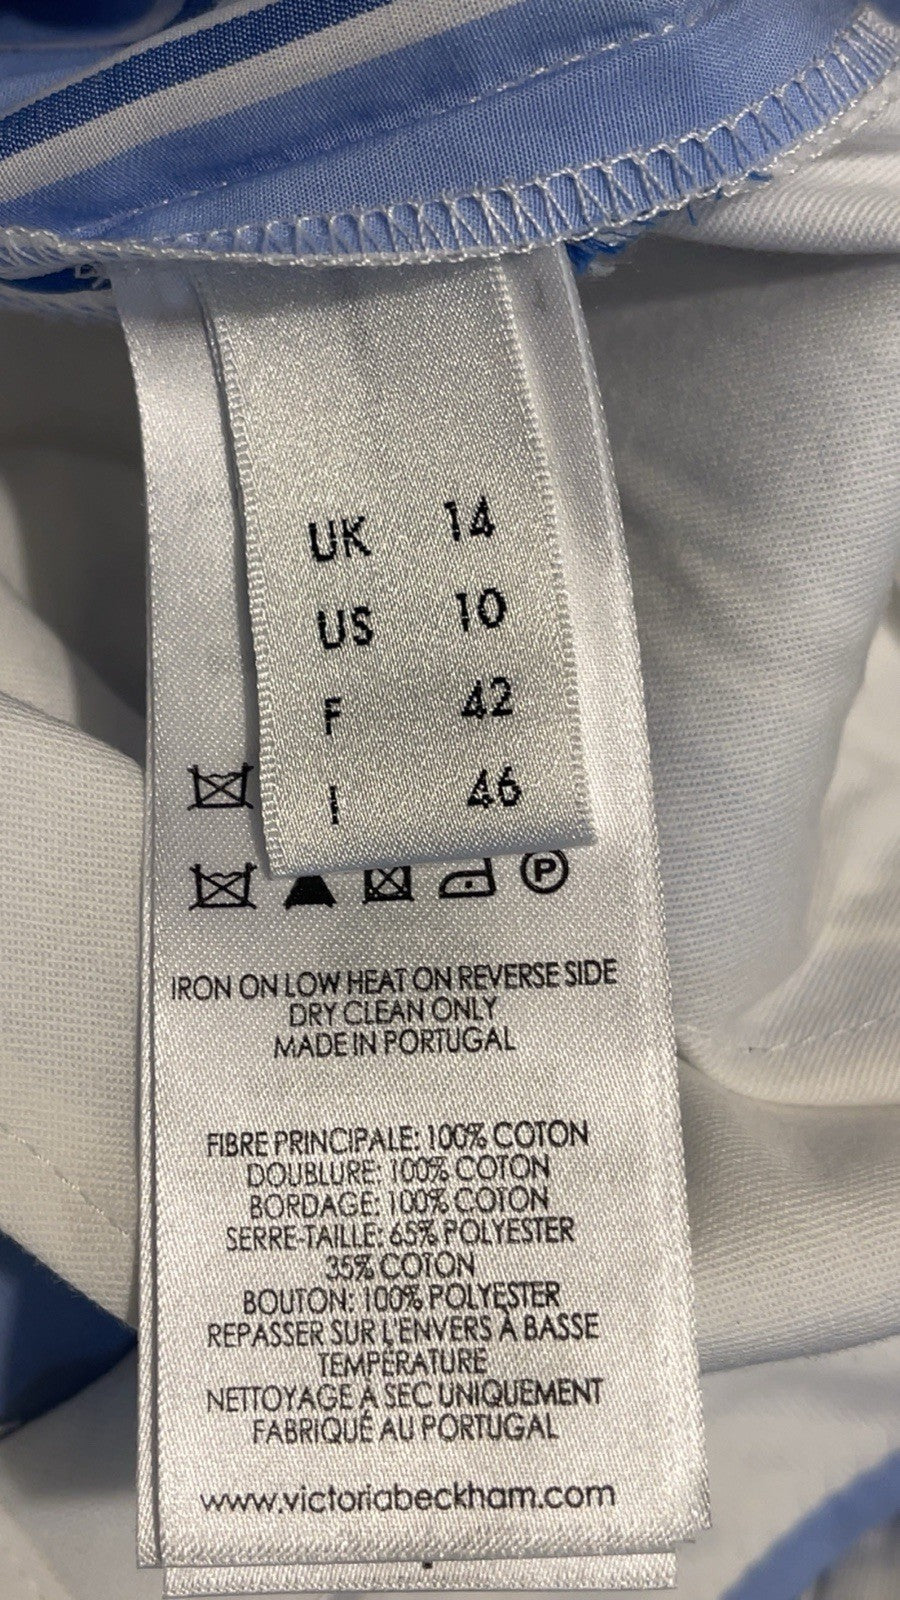 UK 14
US 10
F 42
I 46
P
IRON ON LOW HEAT ON REVERSE SIDE
DRY CLEAN ONLY
MADE IN PORTUGAL
FIBRE PRINCIPALE: 100% COTON
DOUBLURE: 100% COTON
BORDAGE: 100% COTON
SERRE-TAILLE: 65% POLYESTER
35% COTON
BOUTON: 100% POLYESTER
REPASSER SUR L'ENVERS À BASSE
TEMPÉRATURE
NETTOYAGE À SEC UNIQUEMENT
FABRIQUÉ AU PORTUGAL
www.victoriabeckham.com